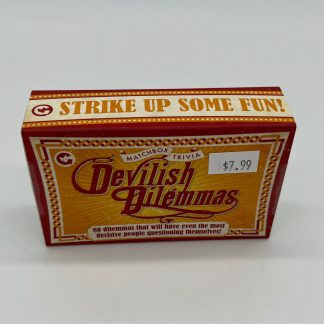 STRIKE UP SOME FUN!
MATCHBOX TRIVIA
$7.99
Devilish
Dilemmas
80 dilemmas that will have even the most
decisive people questioning themselves!